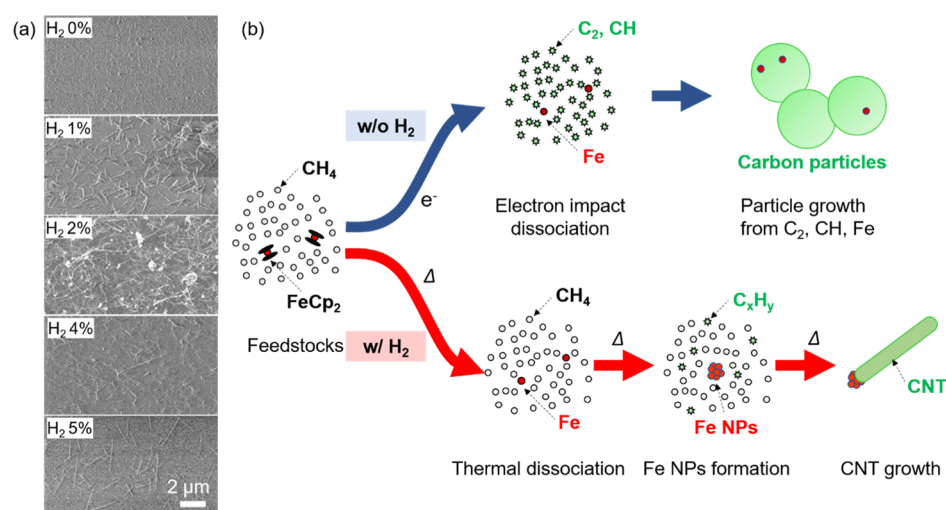 (a)
H₂ 0%
H₂ 1%
H₂ 2%
H₂ 4%
H₂ 5%
2 μm
(b)
C₂, CH
w/o H₂
Fe
Carbon particles
CH₄
e⁻
Electron impact
dissociation
Particle growth
from C₂, CH, Fe
FeCp₂
Δ
Feedstocks
w/ H₂
CH₄
Fe
Δ
CₓHᵧ
Fe NPs
Δ
CNT
Thermal dissociation
Fe NPs formation
CNT growth